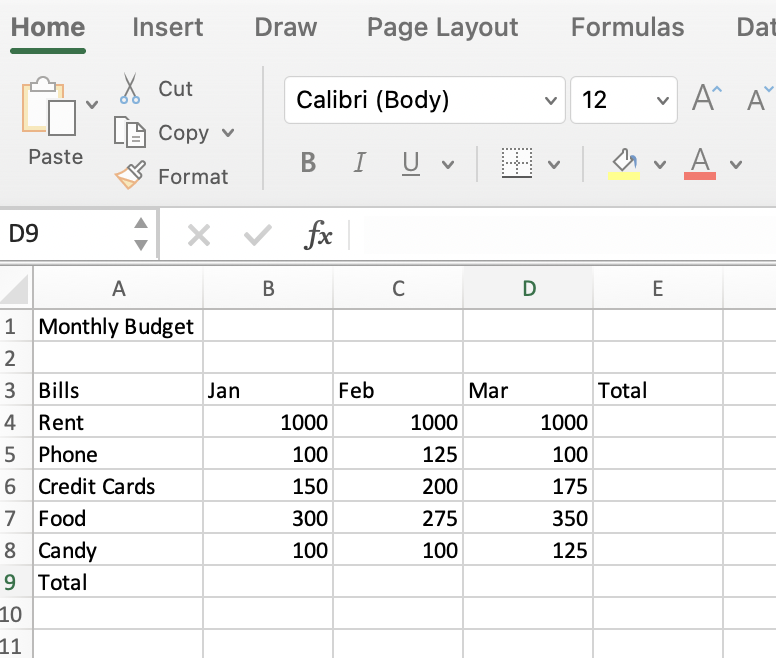 Home Insert Draw Page Layout Formulas Dat
Cut
Calibri (Body) 12 A A
Copy
Paste
B I U A
Format
D9 fx
A B C D E
1 Monthly Budget
2
3 Bills Jan Feb Mar Total
4 Rent 1000 1000 1000
5 Phone 100 125 100
6 Credit Cards 150 200 175
7 Food 300 275 350
8 Candy 100 100 125
9 Total
10
11